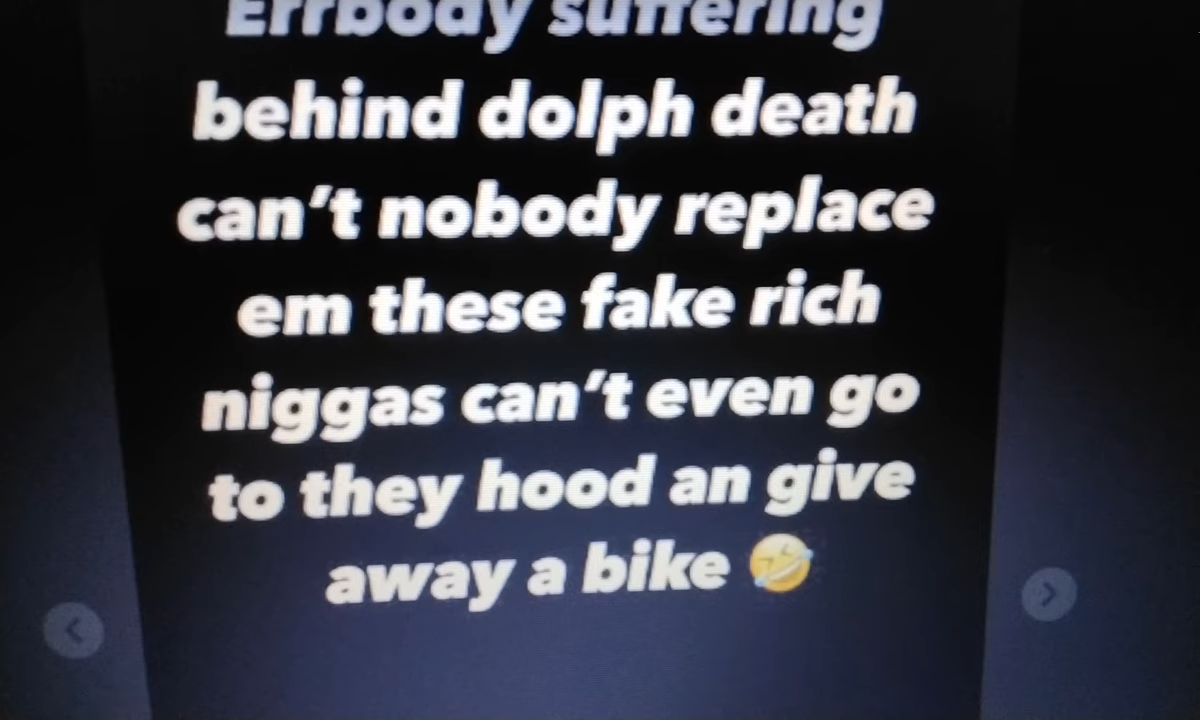 Errbody suffering
behind dolph death
can't nobody replace
em these fake rich
niggas can't even go
to they hood an give
away a bike 🤣